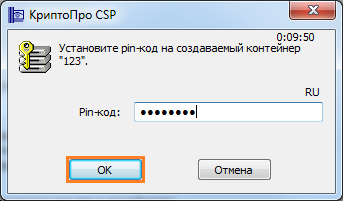 КриптоПро CSP
0:09:50
Установите pin-код на создаваемый контейнер
"123".
RU
Pin-код: ••••••••
OK
Отмена